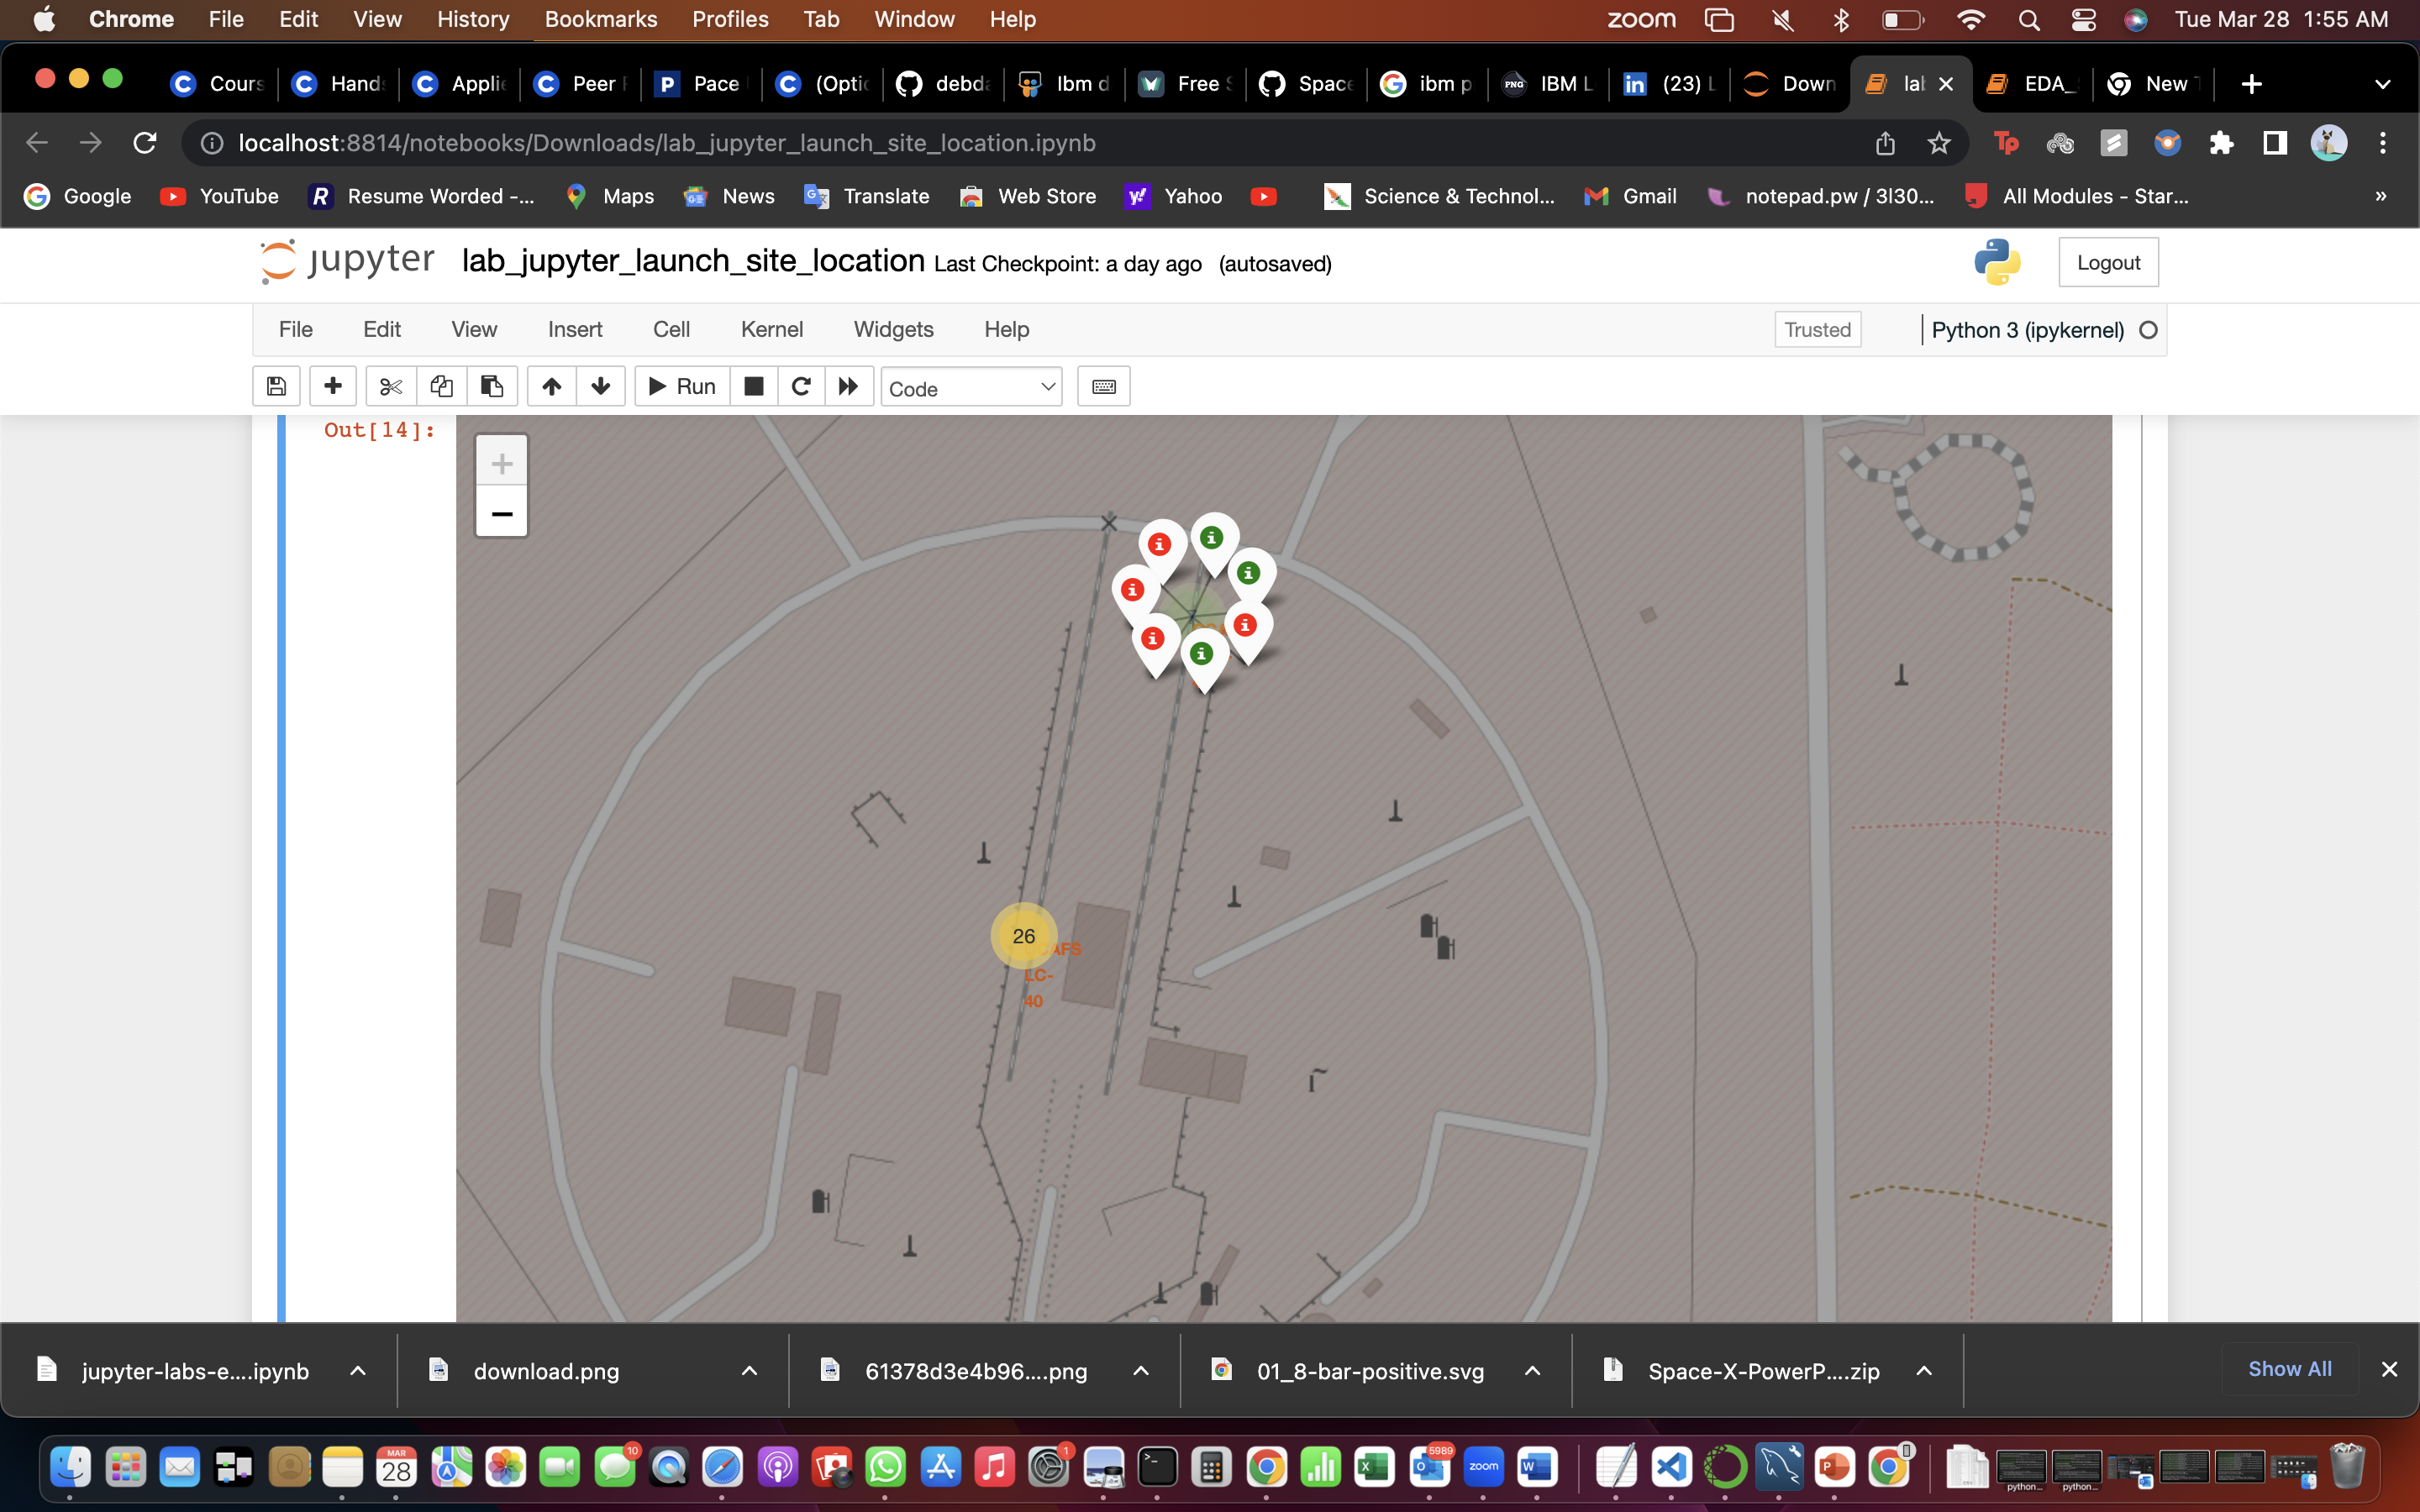 Chrome File Edit View History Bookmarks Profiles Tab Window Help zoom Tue Mar 28 1:55 AM
Cours Hand Applie Peer Pace (Optic debda Ibm d Free Space ibm p IBM L (23) L Down lab EDA_ New
localhost:8814/notebooks/Downloads/lab_jupyter_launch_site_location.ipynb
Google YouTube Resume Worded -... Maps News Translate Web Store Yahoo Science & Technol... Gmail notepad.pw / 3l30... All Modules - Star... »
jupyter lab_jupyter_launch_site_location Last Checkpoint: a day ago (autosaved) Logout
File Edit View Insert Cell Kernel Widgets Help Trusted Python 3 (ipykernel)
Run Code
Out[14]:
+
−
26
AFS
LC-
40
jupyter-labs-e....ipynb download.png 61378d3e4b96....png 01_8-bar-positive.svg Space-X-PowerP....zip Show All
MAR
28
10
1
5989
zoom
python... python...